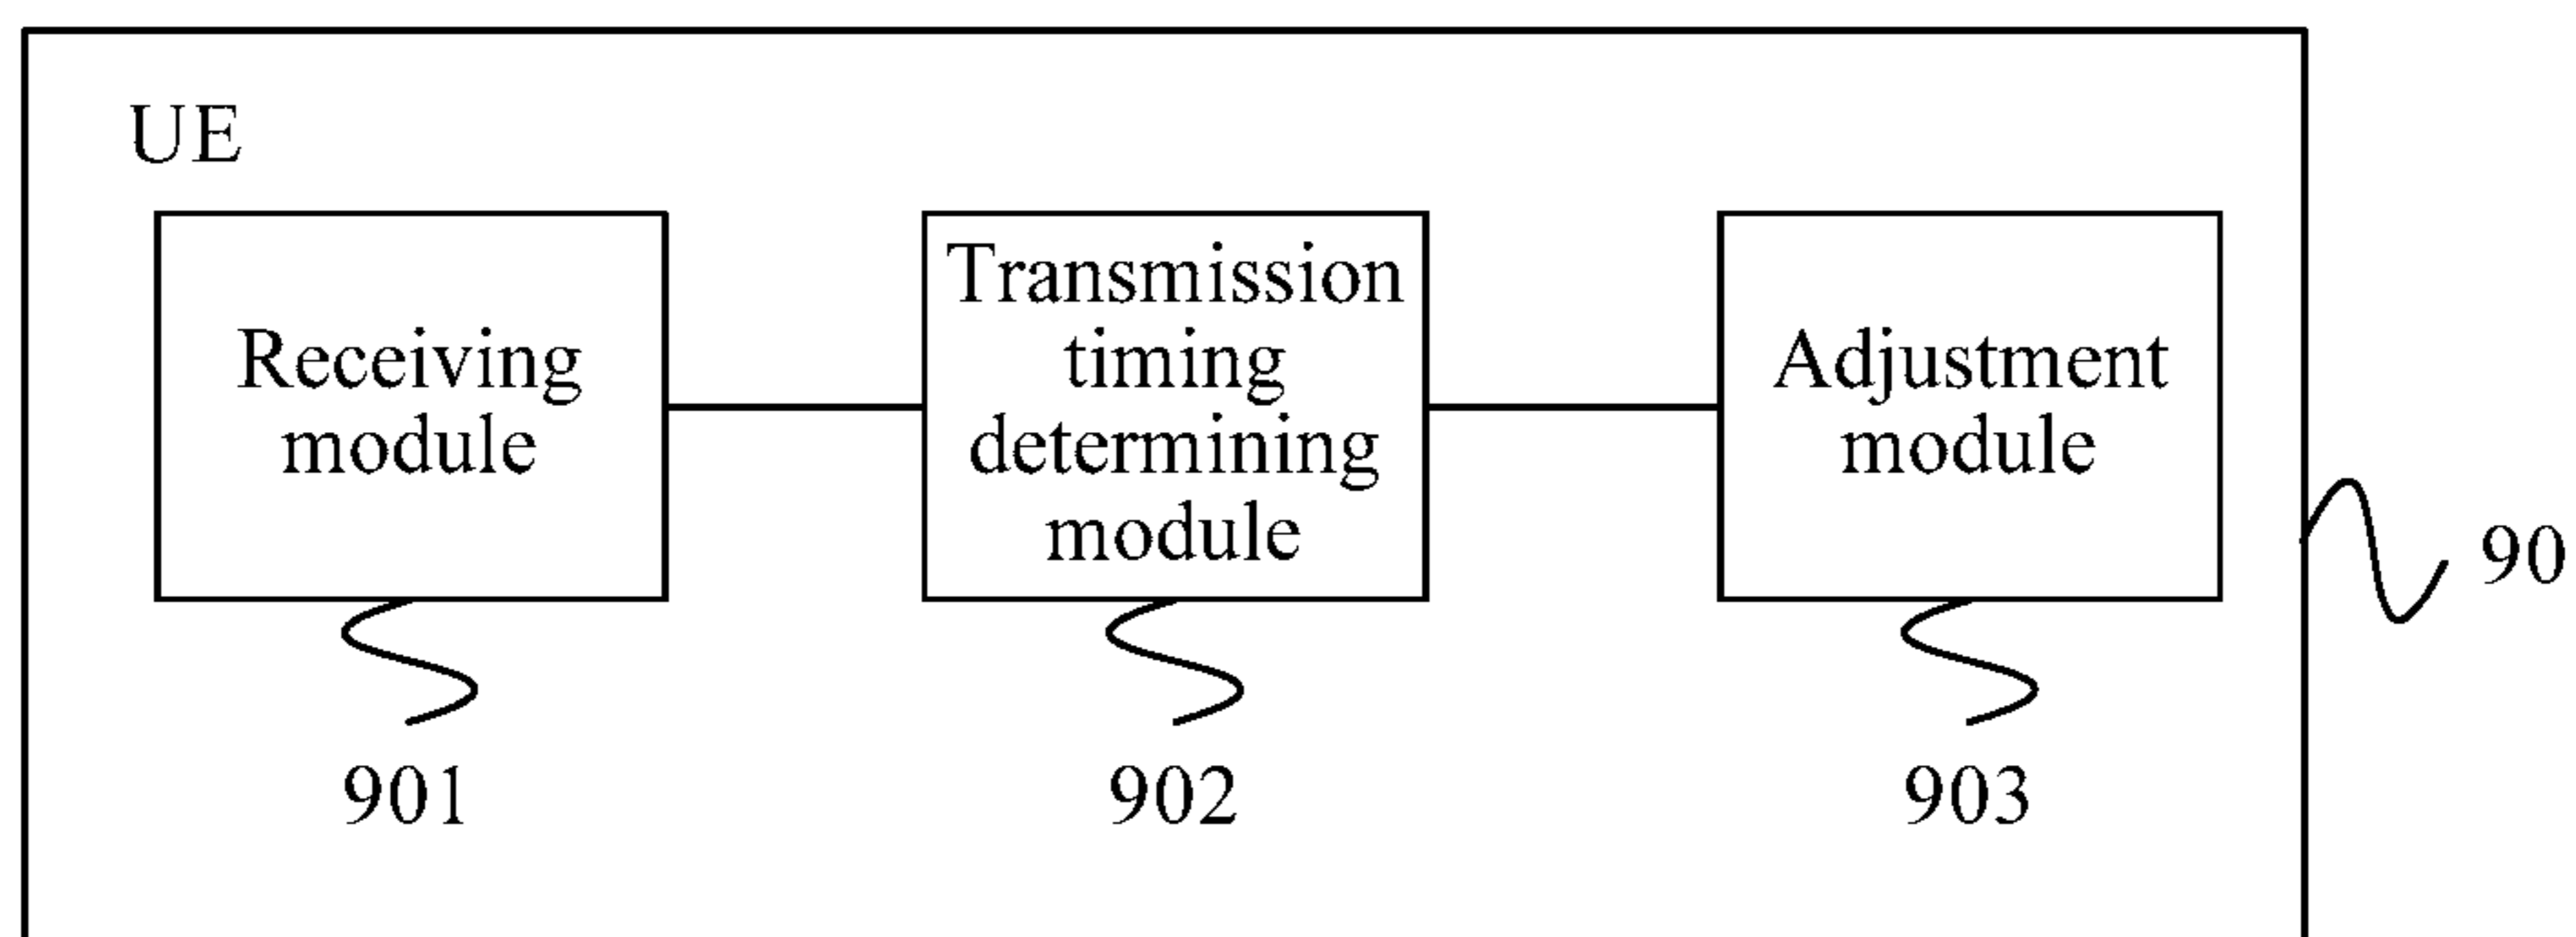 UE
Receiving
module
Transmission
timing
determining
module
Adjustment
module
90
901
902
903